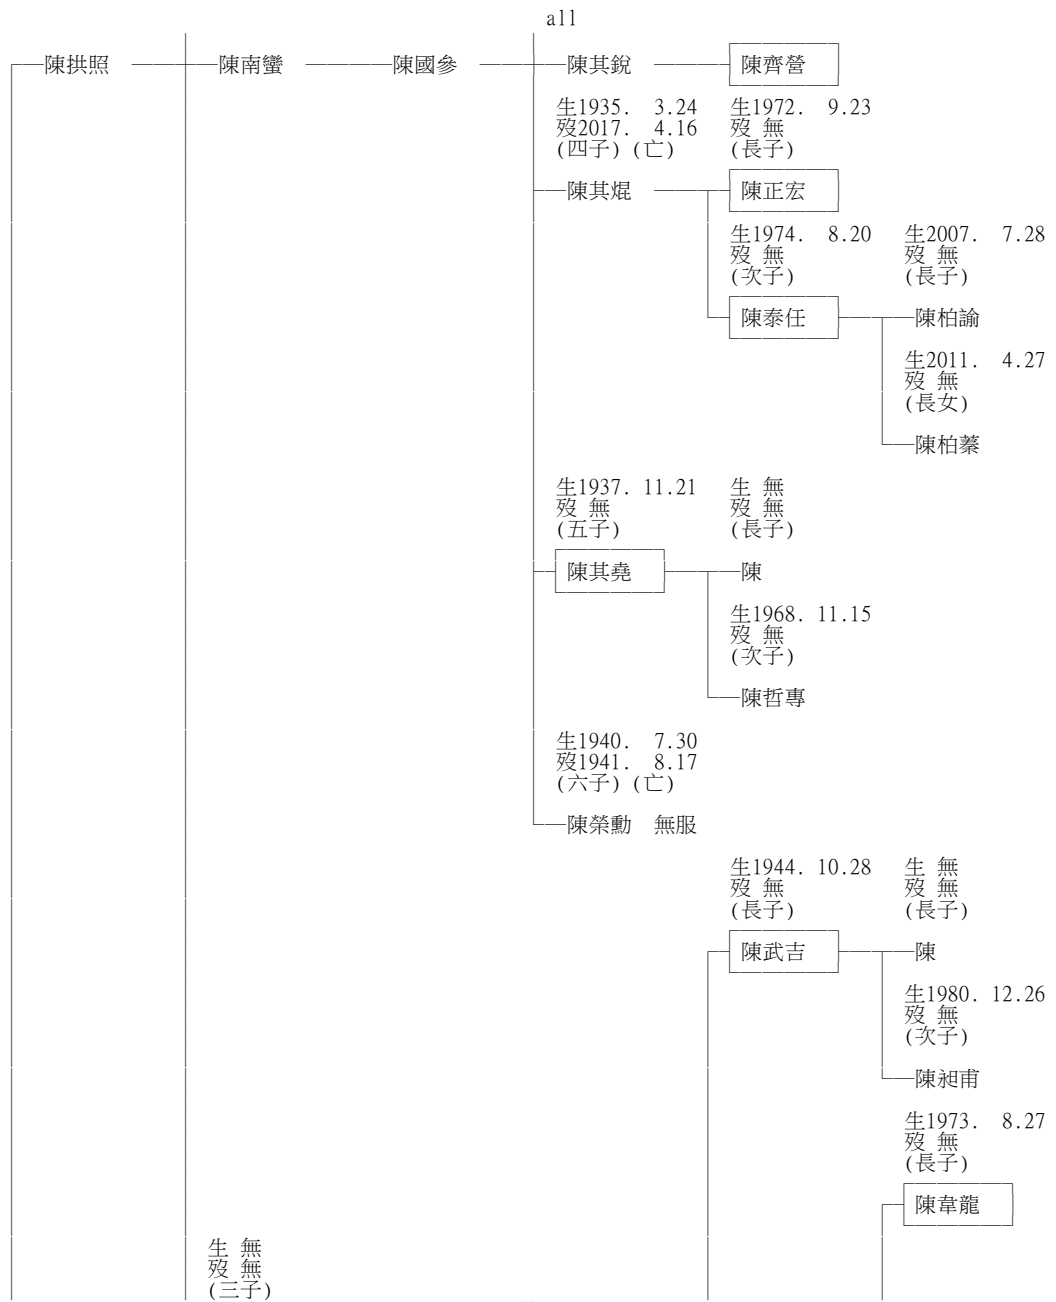 all
陳拱照 陳南蠻 陳國參 陳其銳 陳齊營
生1935. 3.24 生1972. 9.23
歿2017. 4.16 歿 無
(四子)(亡) (長子)
陳其焜 陳正宏
生1974. 8.20 生2007. 7.28
歿 無 歿 無
(次子) (長子)
陳泰任 陳柏諭
生2011. 4.27
歿 無
(長女)
陳柏蓁
生1937. 11.21 生 無
歿 無 歿 無
(五子) (長子)
陳其堯 陳
生1968. 11.15
歿 無
(次子)
陳哲專
生1940. 7.30
歿1941. 8.17
(六子)(亡)
陳榮勳 無服
生1944. 10.28 生 無
歿 無 歿 無
(長子) (長子)
陳武吉 陳
生1980. 12.26
歿 無
(次子)
陳昶甫
生1973. 8.27
歿 無
(長子)
陳韋龍
生 無
歿 無
(三子)